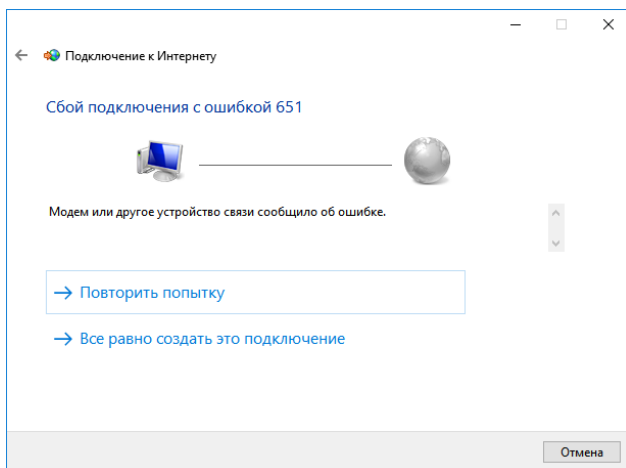 Подключение к Интернету
Сбой подключения с ошибкой 651
Модем или другое устройство связи сообщило об ошибке.
Повторить попытку
Все равно создать это подключение
Отмена